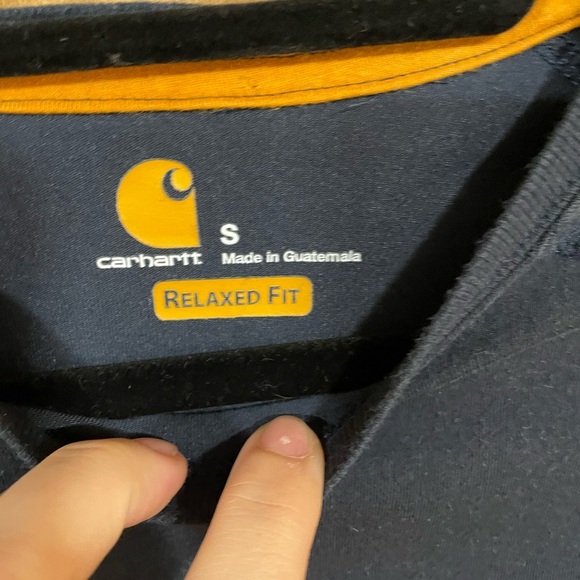 S
carhartt Made in Guatemala
RELAXED FIT